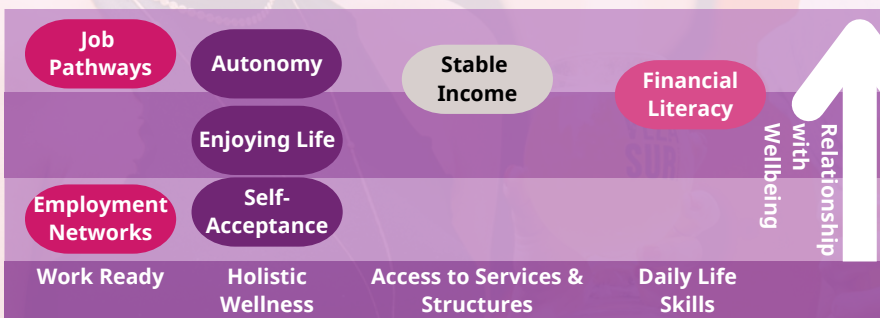 Job
Pathways
Autonomy
Stable
Income
Financial
Literacy
Enjoying Life
Employment
Networks
Self-
Acceptance
Relationship
with
Wellbeing
Work Ready
Holistic
Wellness
Access to Services &
Structures
Daily Life
Skills